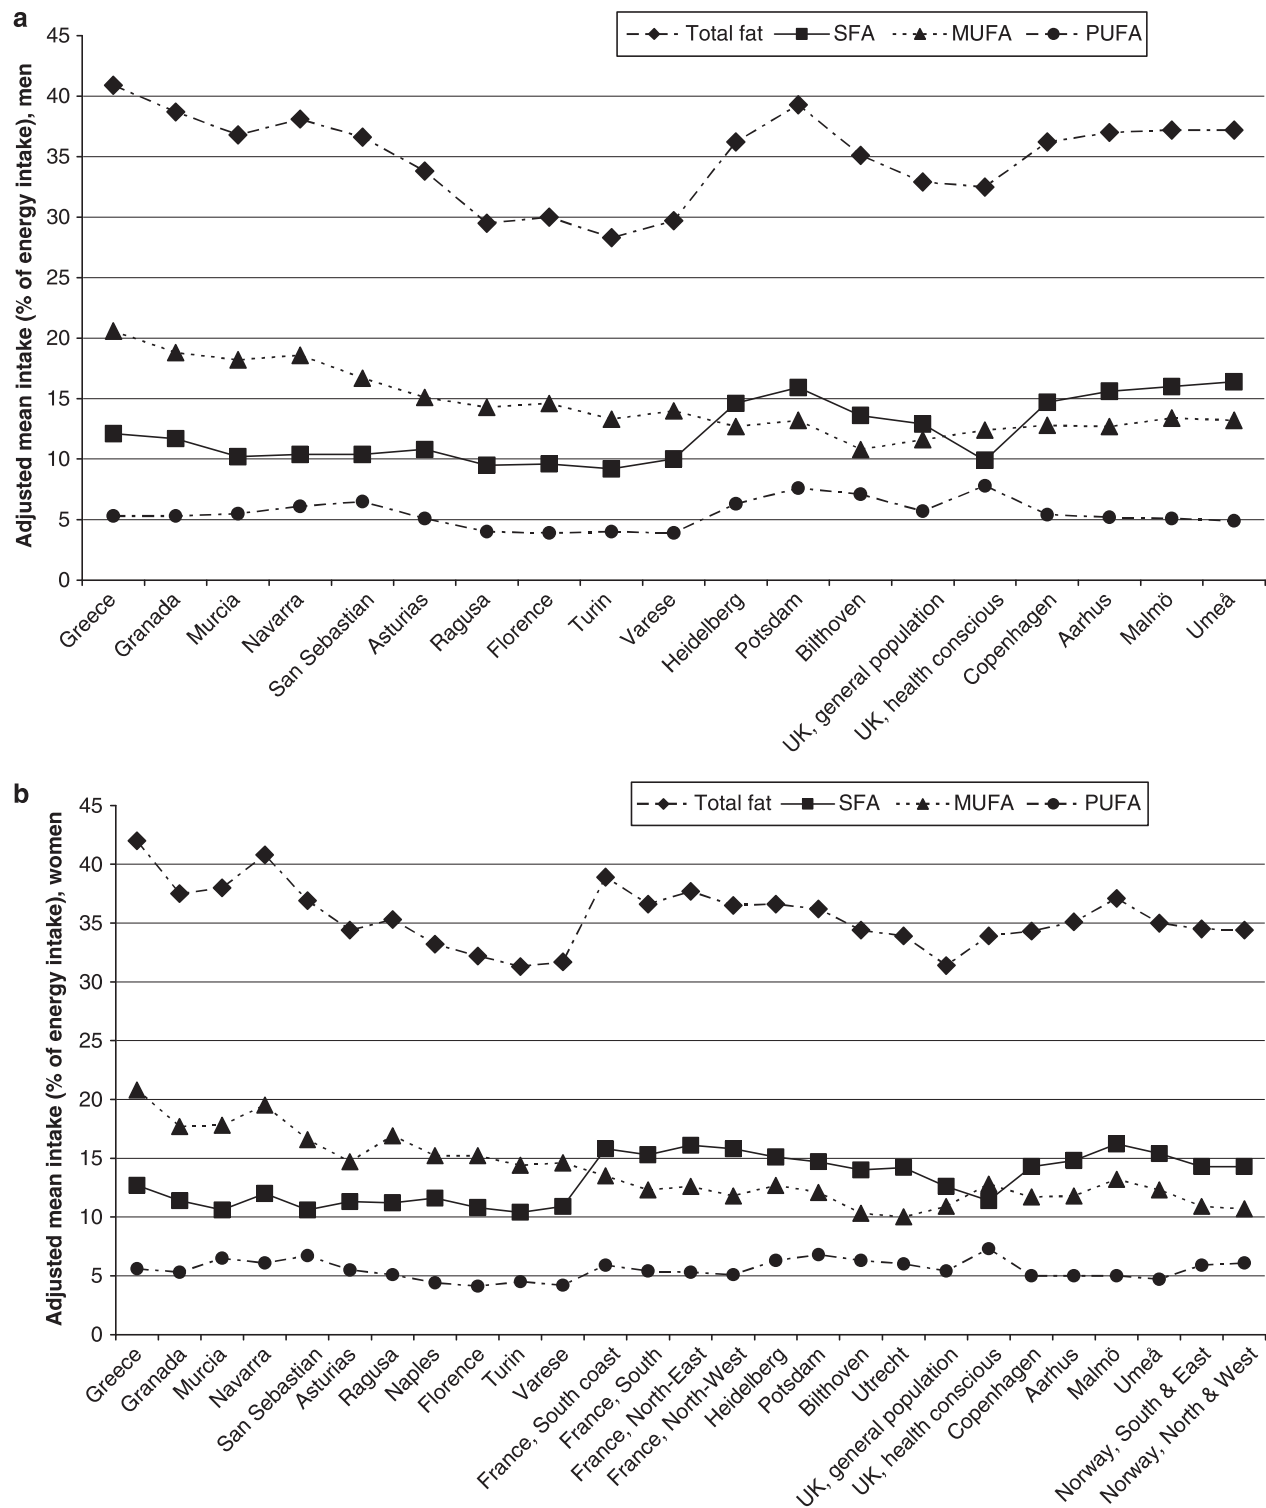 a
Total fat SFA MUFA PUFA
Adjusted mean intake (% of energy intake), men
45
40
35
30
25
20
15
10
5
0
Greece
Granada
Murcia
Navarra
San Sebastian
Asturias
Ragusa
Florence
Turin
Varese
Heidelberg
Potsdam
Bilthoven
UK, general population
UK, health conscious
Copenhagen
Aarhus
Malmö
Umeå
b
Total fat SFA MUFA PUFA
Adjusted mean intake (% of energy intake), women
45
40
35
30
25
20
15
10
5
0
Greece
Granada
Murcia
Navarra
San Sebastian
Asturias
Ragusa
Naples
Florence
Turin
Varese
France, South coast
France, South
France, North-East
France, North-West
Heidelberg
Potsdam
Bilthoven
Utrecht
UK, general population
UK, health conscious
Copenhagen
Aarhus
Malmö
Umeå
Norway, South & East
Norway, North & West